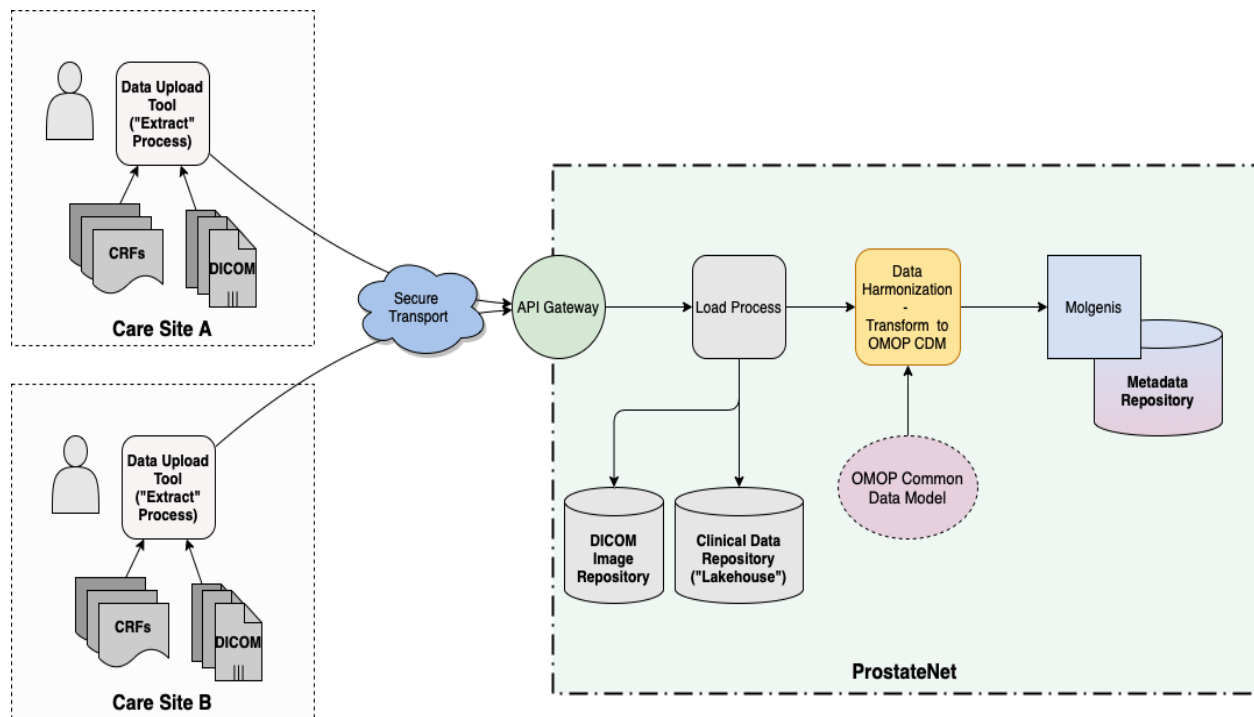 Data Upload
Tool
("Extract"
Process)
CRFs
DICOM
Care Site A
Data Upload
Tool
("Extract"
Process)
CRFs
DICOM
Care Site B
Secure
Transport
API Gateway
Load Process
Data
Harmonization
-
Transform to
OMOP CDM
Molgenis
Metadata
Repository
OMOP Common
Data Model
DICOM
Image
Repository
Clinical Data
Repository
("Lakehouse")
ProstateNet